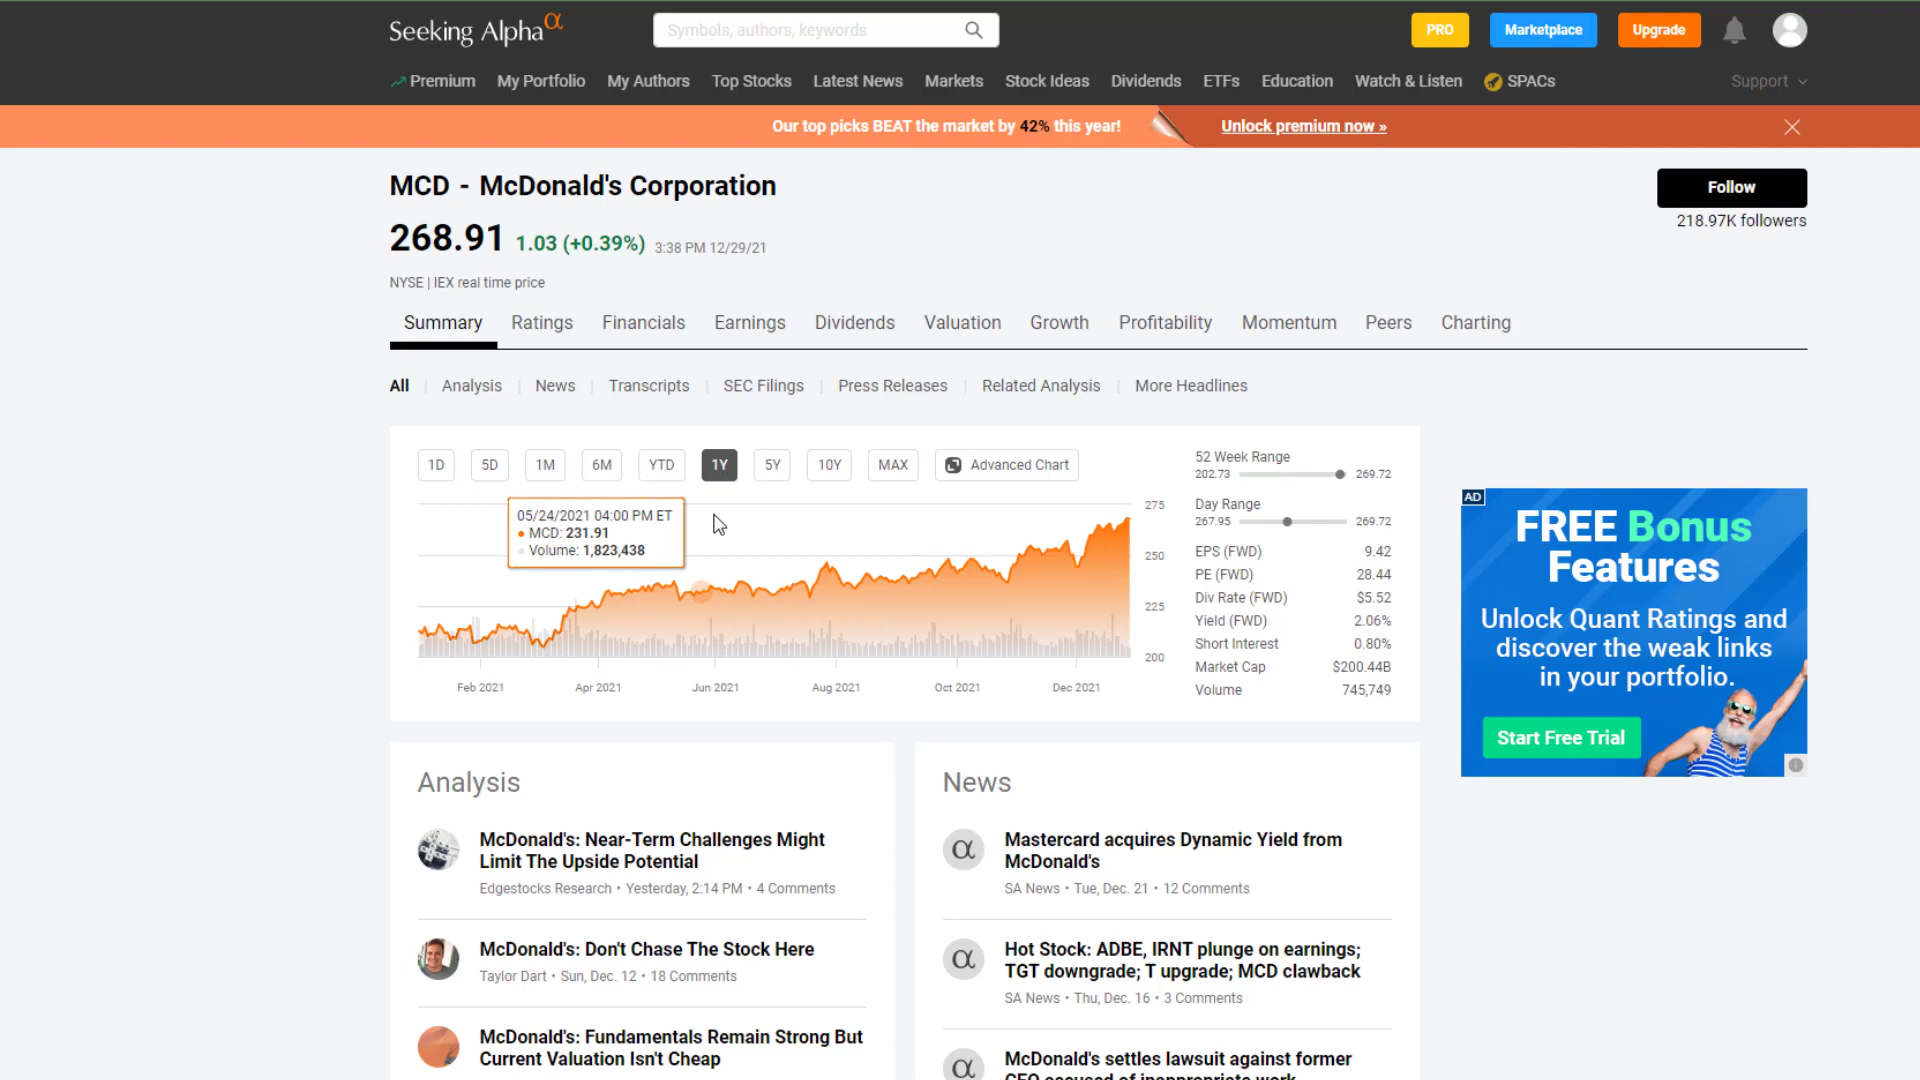 Seeking Alpha α
Symbols, authors, keywords
PRO
Marketplace
Upgrade
Premium My Portfolio My Authors Top Stocks Latest News Markets Stock Ideas Dividends ETFs Education Watch & Listen SPACs Support
Our top picks BEAT the market by 42% this year! Unlock premium now »
MCD - McDonald's Corporation
Follow
268.91 1.03 (+0.39%) 3:38 PM 12/29/21
218.97K followers
NYSE | IEX real time price
Summary Ratings Financials Earnings Dividends Valuation Growth Profitability Momentum Peers Charting
All | Analysis | News | Transcripts | SEC Filings | Press Releases | Related Analysis | More Headlines
1D 5D 1M 6M YTD 1Y 5Y 10Y MAX Advanced Chart
05/24/2021 04:00 PM ET
MCD: 231.91
Volume: 1,823,438
275
250
225
200
Feb 2021 Apr 2021 Jun 2021 Aug 2021 Oct 2021 Dec 2021
52 Week Range
202.73 269.72
Day Range
267.95 269.72
EPS (FWD) 9.42
PE (FWD) 28.44
Div Rate (FWD) $5.52
Yield (FWD) 2.06%
Short Interest 0.80%
Market Cap $200.44B
Volume 745,749
AD
FREE Bonus
Features
Unlock Quant Ratings and
discover the weak links
in your portfolio.
Start Free Trial
Analysis
McDonald's: Near-Term Challenges Might
Limit The Upside Potential
Edgestocks Research • Yesterday, 2:14 PM • 4 Comments
McDonald's: Don't Chase The Stock Here
Taylor Dart • Sun, Dec. 12 • 18 Comments
McDonald's: Fundamentals Remain Strong But
Current Valuation Isn't Cheap
News
α
Mastercard acquires Dynamic Yield from
McDonald's
SA News • Tue, Dec. 21 • 12 Comments
α
Hot Stock: ADBE, IRNT plunge on earnings;
TGT downgrade; T upgrade; MCD clawback
SA News • Thu, Dec. 16 • 3 Comments
α
McDonald's settles lawsuit against former
CEO accused of inappropriate work